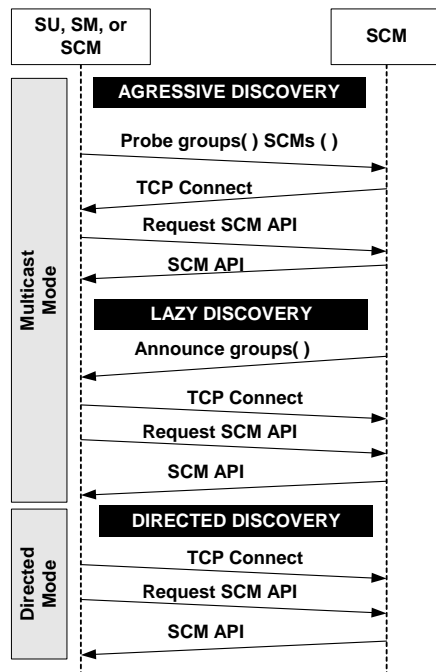 SU, SM, or
SCM
SCM
AGRESSIVE DISCOVERY
Probe groups( ) SCMs ( )
TCP Connect
Request SCM API
SCM API
Multicast
Mode
LAZY DISCOVERY
Announce groups( )
TCP Connect
Request SCM API
SCM API
DIRECTED DISCOVERY
Directed
Mode
TCP Connect
Request SCM API
SCM API